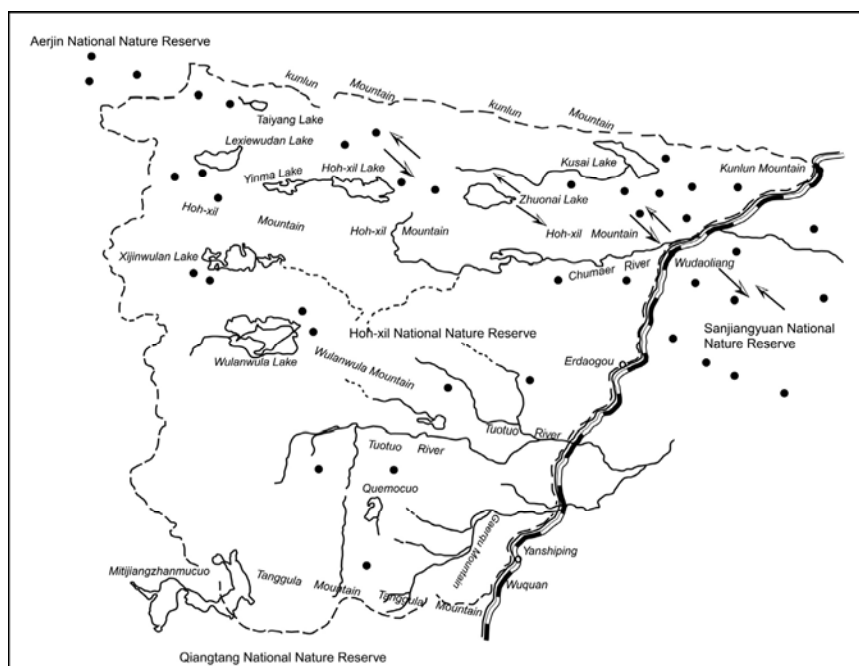 Aerjin National Nature Reserve
kunlun
Mountain
kunlun
Mountain
Taiyang Lake
Lexiewudan Lake
Yinma Lake
Hoh-xil Lake
Kusai Lake
Kunlun Mountain
Zhuonai Lake
Hoh-xil
Mountain
Hoh-xil
Mountain
Hoh-xil
Mountain
Xijinwulan Lake
Chumaer
River
Wudaoliang
Hoh-xil National Nature Reserve
Sanjiangyuan National
Nature Reserve
Wulanwula Lake
Wulanwula Mountain
Erdaogou
Tuotuo
River
Tuotuo
River
Quemocuo
Gaerqu Mountain
Yanshiping
Mitijiangzhanmucuo
Tanggula
Mountain
Tanggula
Mountain
Wuquan
Qiangtang National Nature Reserve